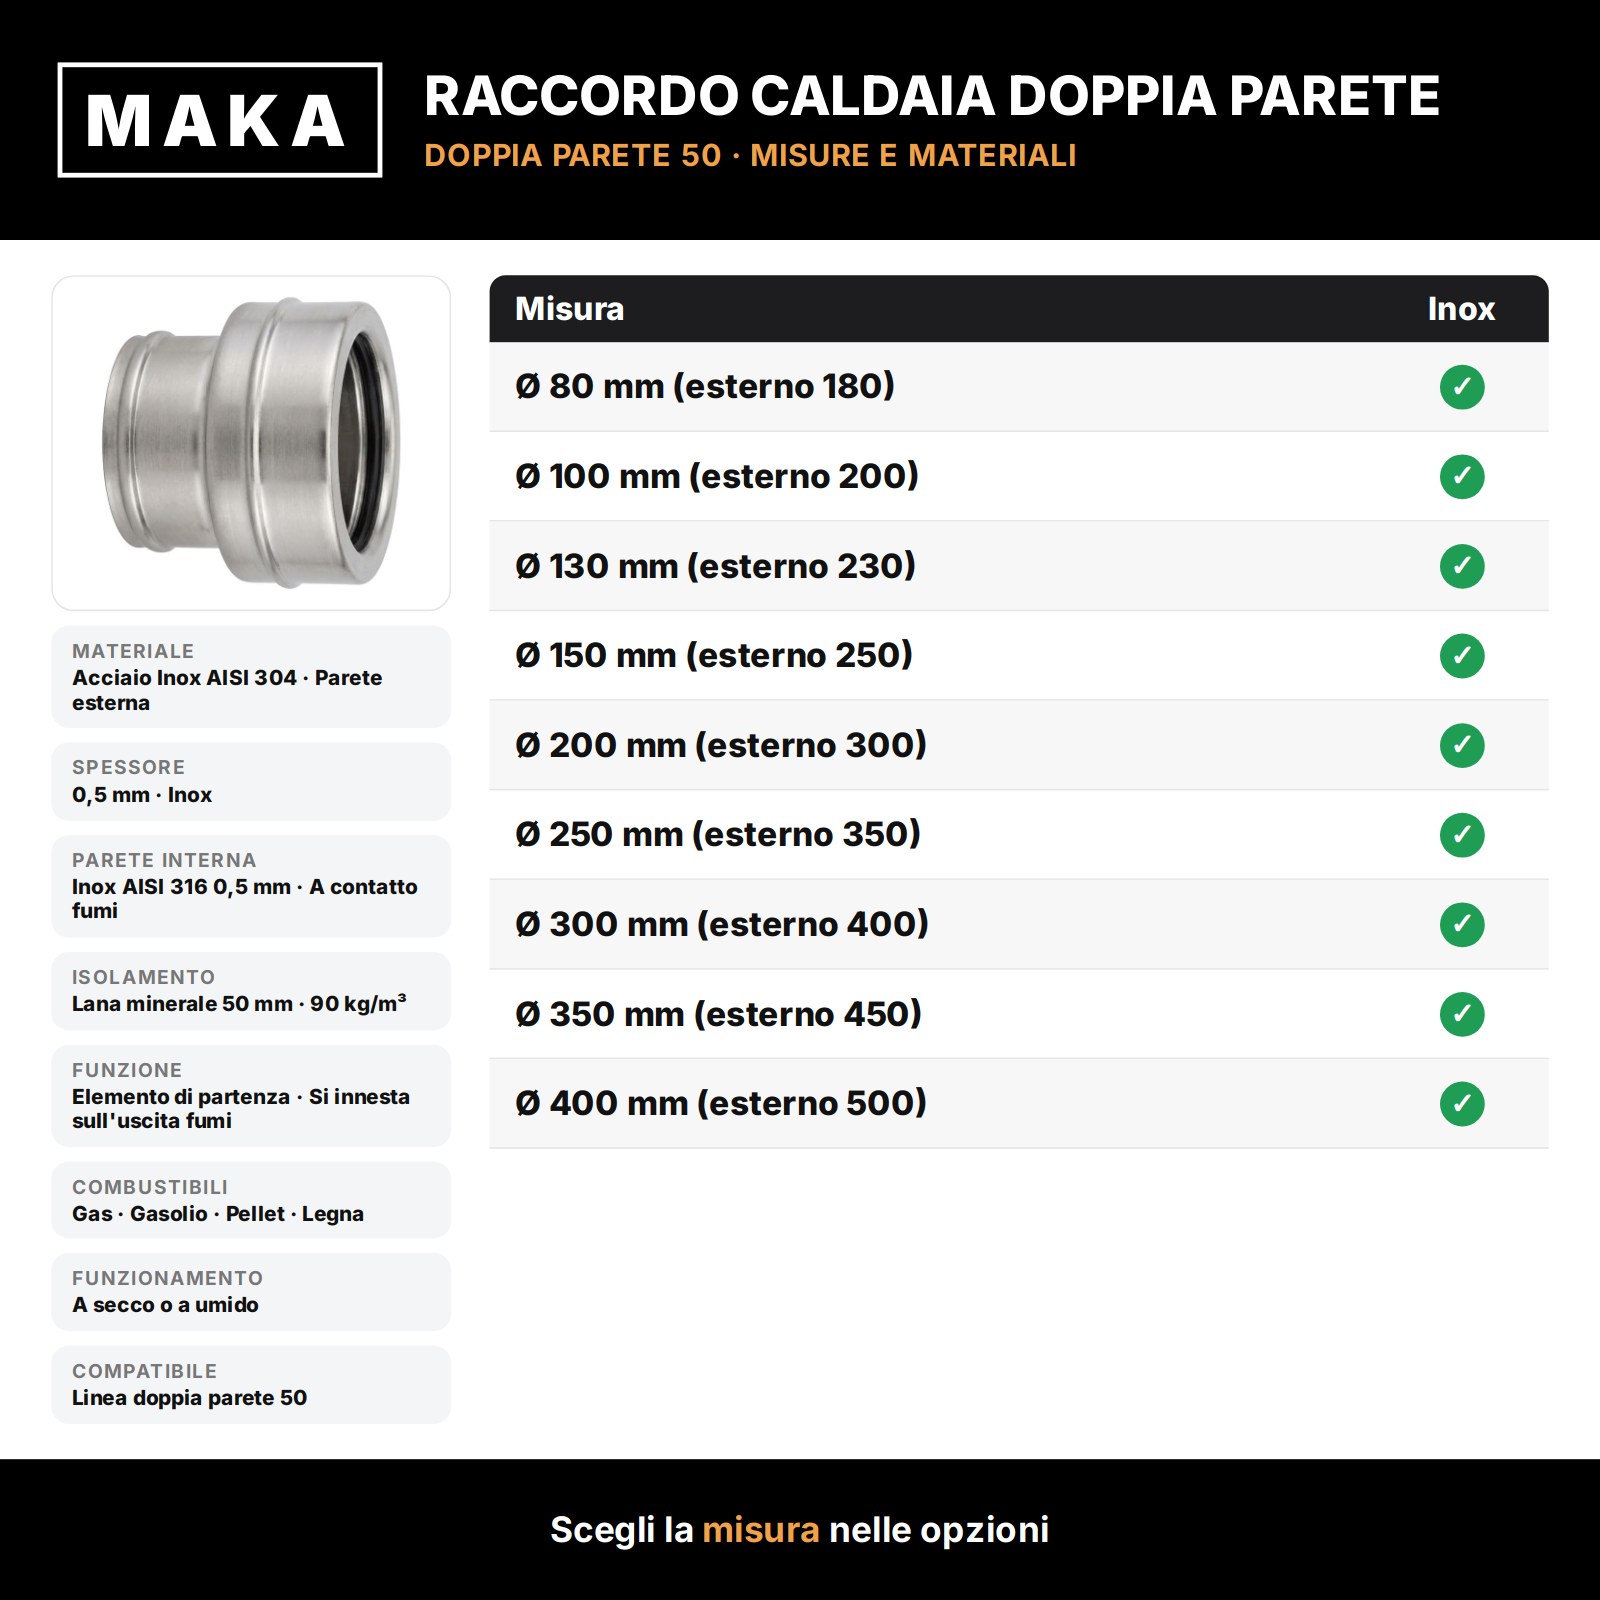 MAKA
RACCORDO CALDAIA DOPPIA PARETE
DOPPIA PARETE 50 · MISURE E MATERIALI
MATERIALE
Acciaio Inox AISI 304 · Parete
esterna
SPESSORE
0,5 mm · Inox
PARETE INTERNA
Inox AISI 316 0,5 mm · A contatto
fumi
ISOLAMENTO
Lana minerale 50 mm · 90 kg/m³
FUNZIONE
Elemento di partenza · Si innesta
sull'uscita fumi
COMBUSTIBILI
Gas · Gasolio · Pellet · Legna
FUNZIONAMENTO
A secco o a umido
COMPATIBILE
Linea doppia parete 50
Misura Inox
Ø 80 mm (esterno 180) ✓
Ø 100 mm (esterno 200) ✓
Ø 130 mm (esterno 230) ✓
Ø 150 mm (esterno 250) ✓
Ø 200 mm (esterno 300) ✓
Ø 250 mm (esterno 350) ✓
Ø 300 mm (esterno 400) ✓
Ø 350 mm (esterno 450) ✓
Ø 400 mm (esterno 500) ✓
Scegli la misura nelle opzioni